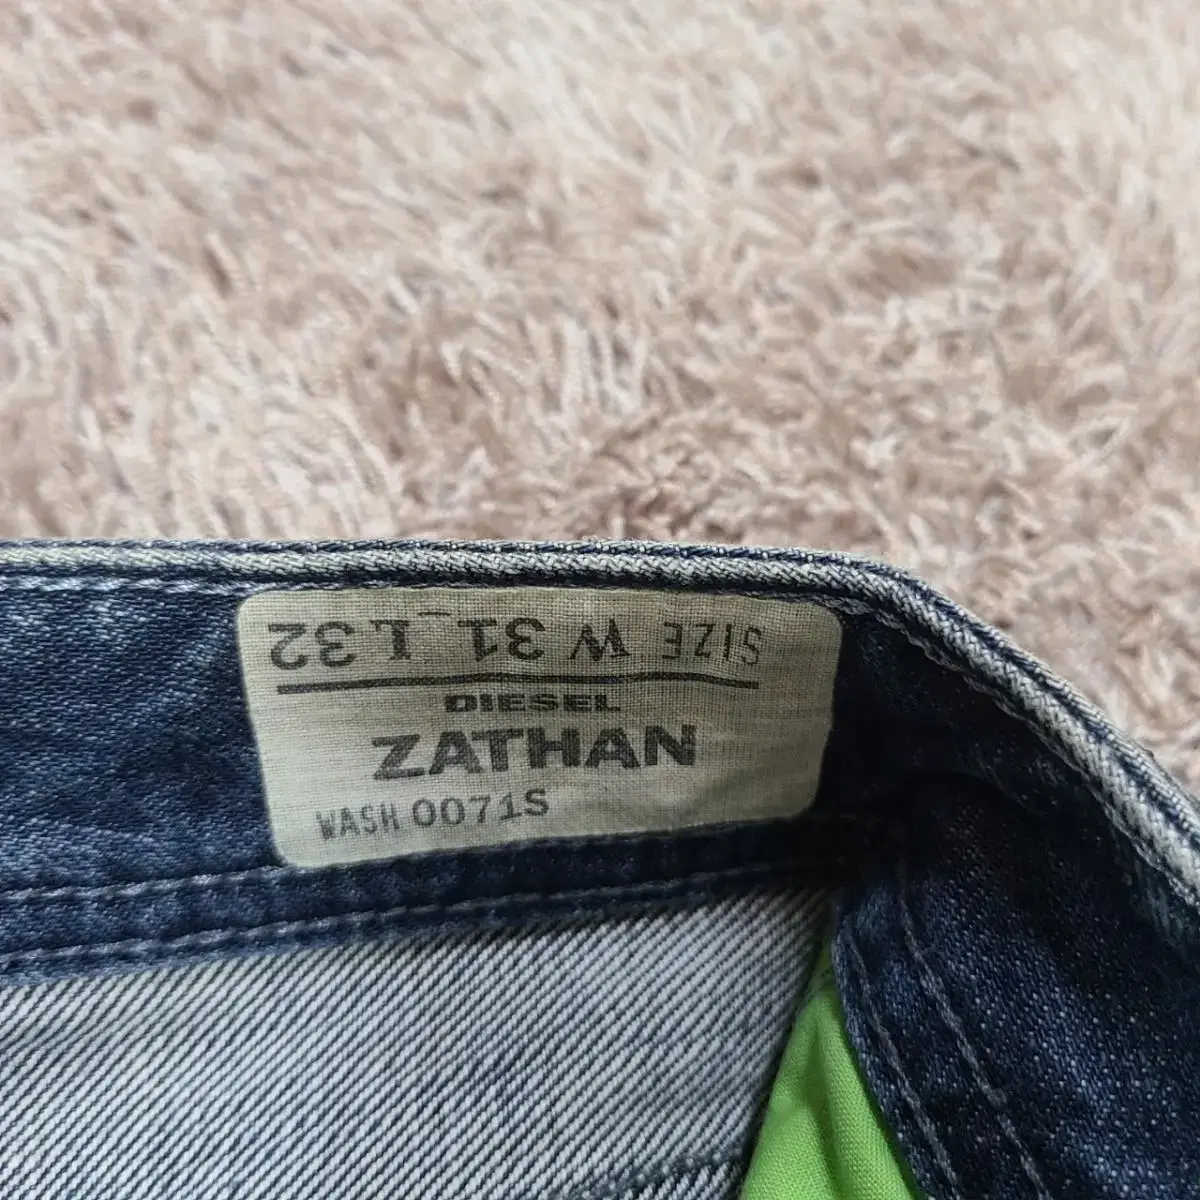 SIZE W 31 L 32
DIESEL
ZATHAN
WASH 0071S